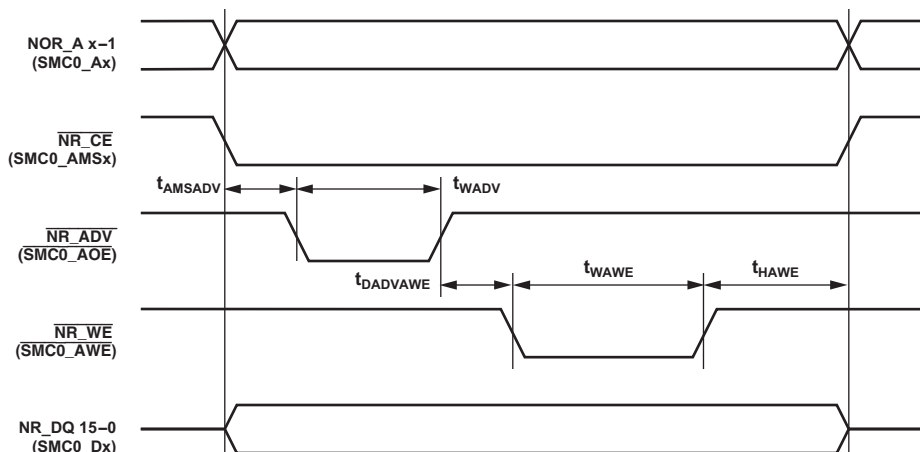 NOR_A x–1
(SMC0_Ax)
NR_CE
(SMC0_AMSx)
tAMSADV
tWADV
NR_ADV
(SMC0_AOE)
tDADVAWE
tWAWE
tHAWE
NR_WE
(SMC0_AWE)
NR_DQ 15–0
(SMC0_Dx)